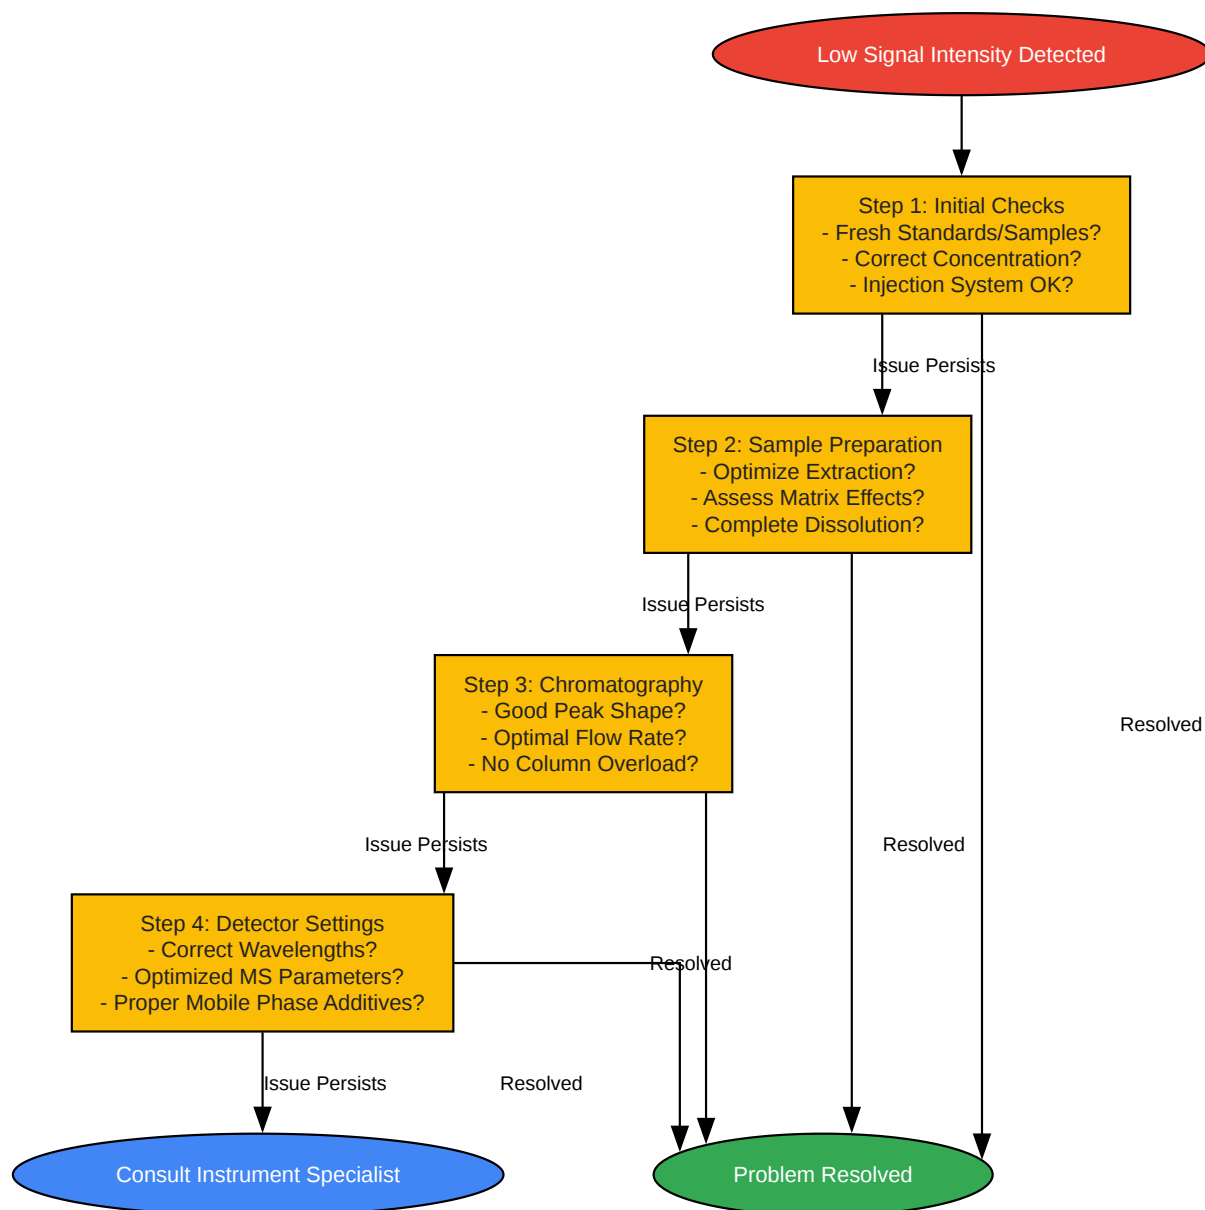 Low Signal Intensity Detected
Step 1: Initial Checks
- Fresh Standards/Samples?
- Correct Concentration?
- Injection System OK?
Issue Persists
Step 2: Sample Preparation
- Optimize Extraction?
- Assess Matrix Effects?
- Complete Dissolution?
Issue Persists
Step 3: Chromatography
- Good Peak Shape?
- Optimal Flow Rate?
- No Column Overload?
Resolved
Issue Persists
Resolved
Step 4: Detector Settings
- Correct Wavelengths?
- Optimized MS Parameters?
- Proper Mobile Phase Additives?
Resolved
Issue Persists
Resolved
Consult Instrument Specialist
Problem Resolved